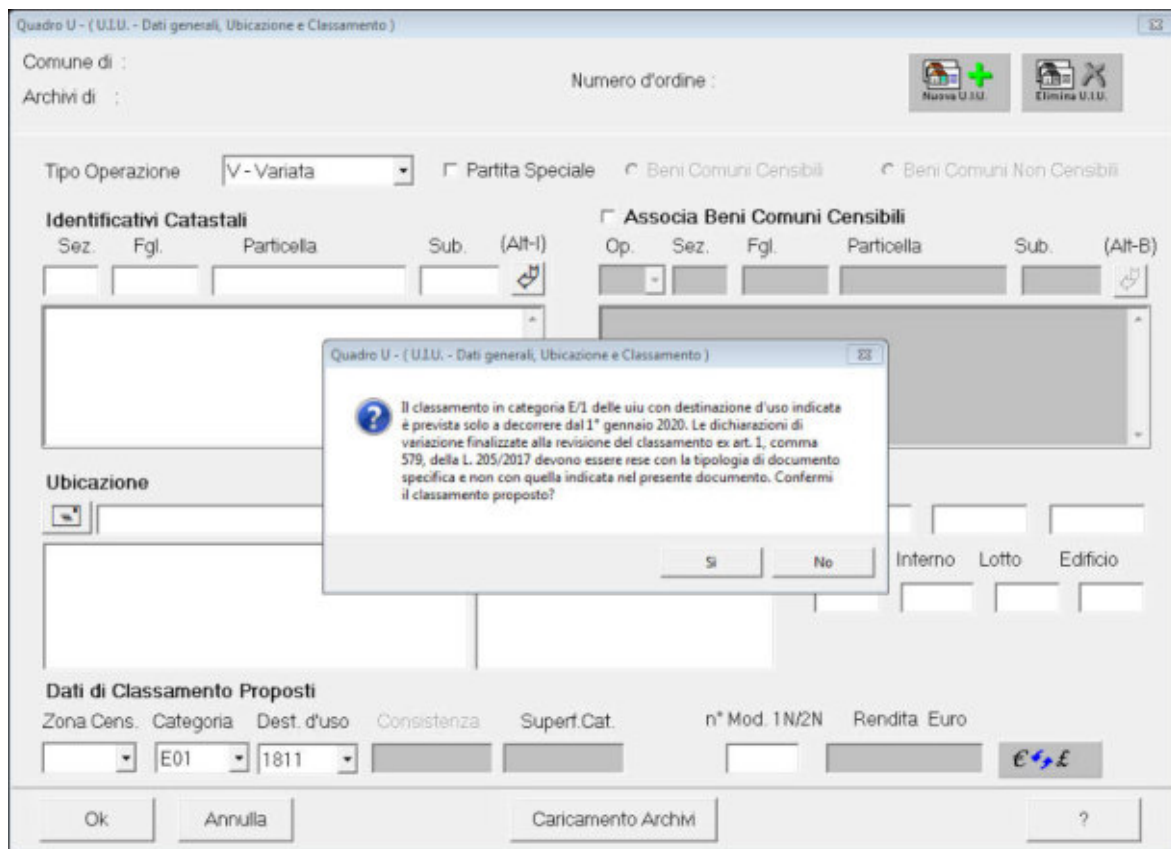 Quadro U - ( U.I.U. - Dati generali, Ubicazione e Classamento )
Comune di :
Numero d'ordine :
Archivi di :
Nuova U.I.U.
Elimina U.I.U.
Tipo Operazione V - Variata Partita Speciale Beni Comuni Censibili Beni Comuni Non Censibili
Identificativi Catastali
Sez. Fgl. Particella Sub. (Alt-I)
Associa Beni Comuni Censibili
Op. Sez. Fgl. Particella Sub. (Alt-B)
Quadro U - ( U.I.U. - Dati generali, Ubicazione e Classamento )
Il classamento in categoria E/1 delle uiu con destinazione d'uso indicata
è prevista solo a decorrere dal 1° gennaio 2020. Le dichiarazioni di
variazione finalizzate alla revisione del classamento ex art. 1, comma
579, della L. 205/2017 devono essere rese con la tipologia di documento
specifica e non con quella indicata nel presente documento. Confermi
il classamento proposto?
Sì No
Ubicazione
Interno Lotto Edificio
Dati di Classamento Proposti
Zona Cens. Categoria Dest. d'uso Consistenza Superf.Cat. n° Mod. 1N/2N Rendita Euro
E01 1811 € £
Ok Annulla Caricamento Archivi ?